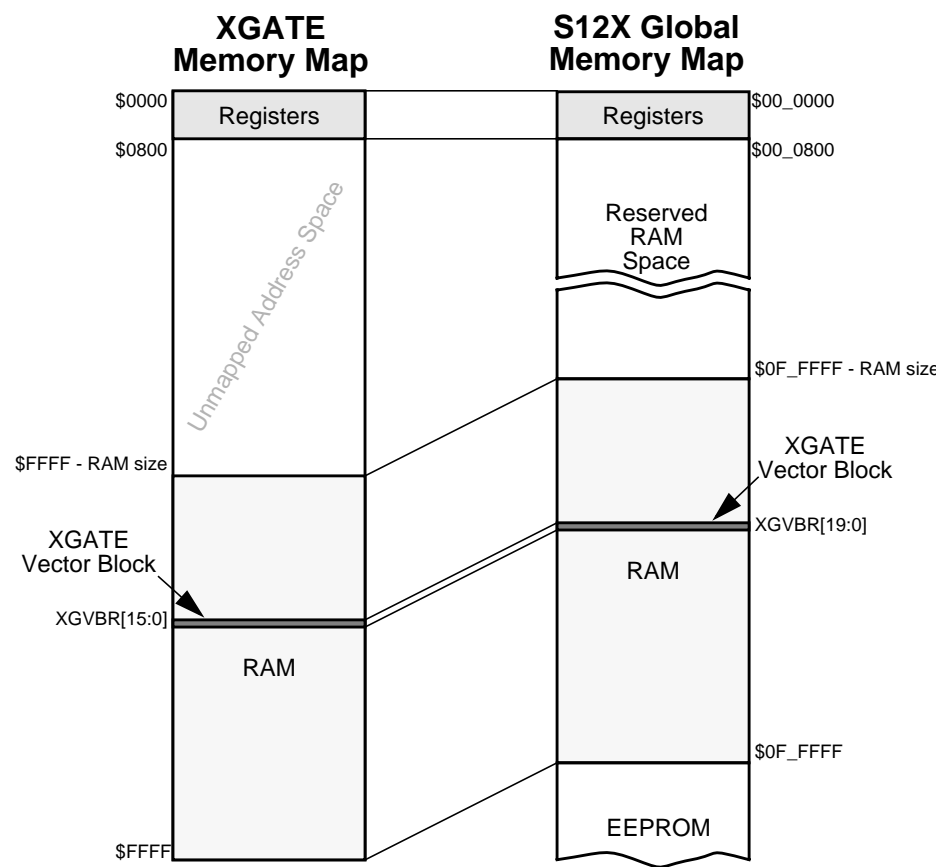 XGATE
Memory Map
$0000
Registers
$0800
Unmapped Address Space
$FFFF - RAM size
XGATE
Vector Block
XGVBR[15:0]
RAM
$FFFF
S12X Global
Memory Map
$00_0000
Registers
$00_0800
Reserved
RAM
Space
$0F_FFFF - RAM size
XGATE
Vector Block
XGVBR[19:0]
RAM
$0F_FFFF
EEPROM